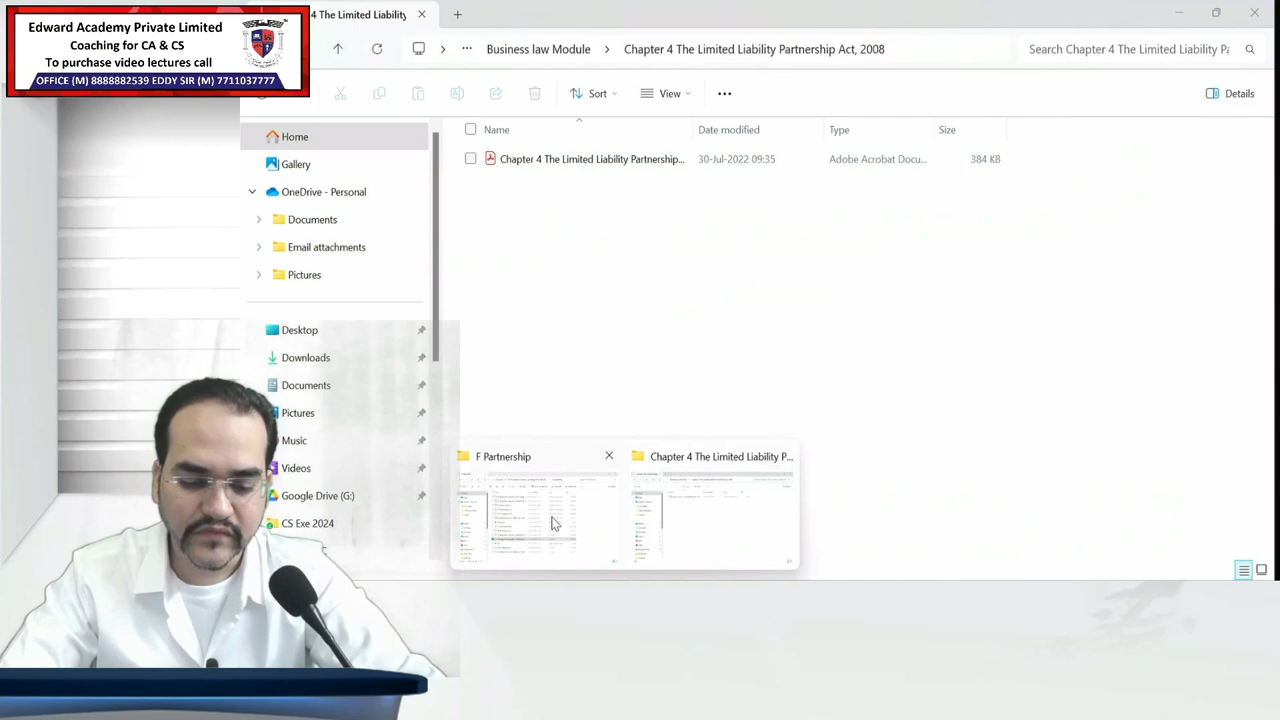 Edward Academy Private Limited
Coaching for CA & CS
To purchase video lectures call
OFFICE (M) 8888882539 EDDY SIR (M) 7711037777
4 The Limited Liability
Business law Module
Chapter 4 The Limited Liability Partnership Act, 2008
Search Chapter 4 The Limited Liability Pa
Sort
View
Details
Name
Date modified
Type
Size
Chapter 4 The Limited Liability Partnership...
30-Jul-2022 09:35
Adobe Acrobat Docu...
384 KB
Home
Gallery
OneDrive - Personal
Documents
Email attachments
Pictures
Desktop
Downloads
Documents
Pictures
Music
Videos
Google Drive (G:)
CS Exe 2024
F Partnership
Chapter 4 The Limited Liability P...